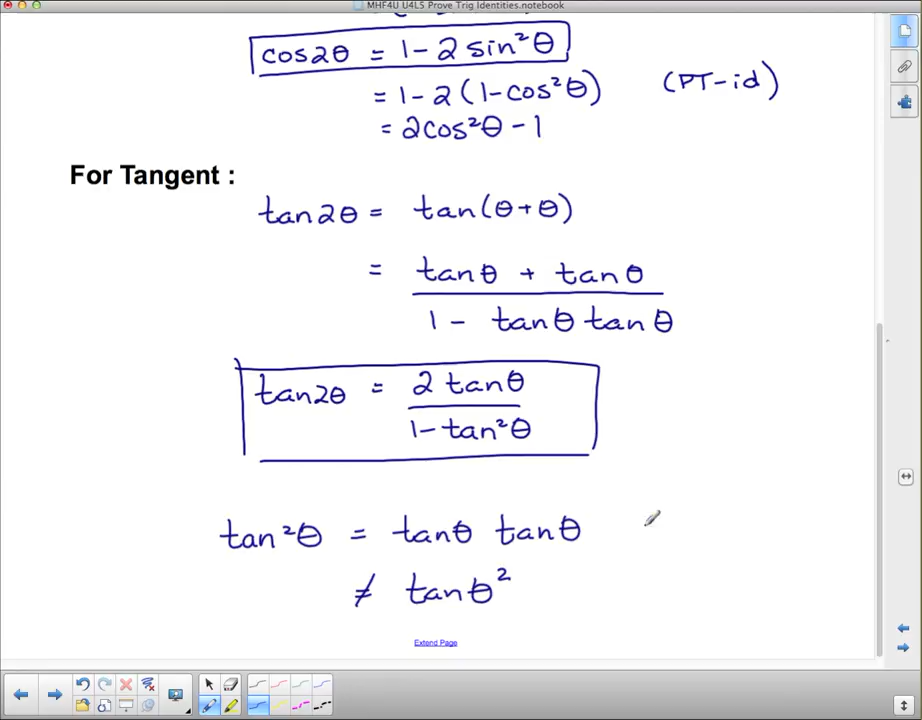 MHF4U U4L5 Prove Trig Identities.notebook
cos2θ = 1 - 2 sin²θ
= 1 - 2 (1 - cos²θ) (PT-id)
= 2cos²θ - 1
For Tangent :
tan2θ = tan(θ + θ)
= tanθ + tanθ
1 - tanθ tanθ
tan2θ = 2 tanθ
1 - tan²θ
tan²θ = tanθ tanθ
≠ tanθ²
Extend Page